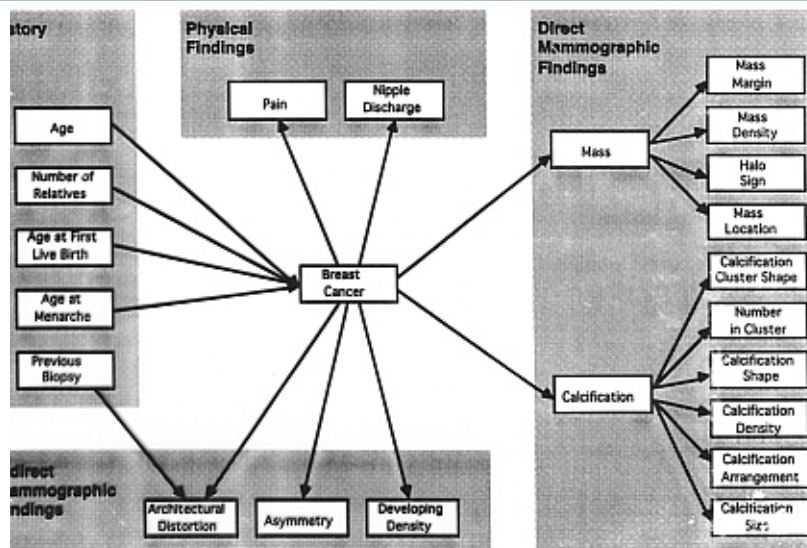 story
Age
Number of
Relatives
Age at First
Live Birth
Age at
Menarche
Previous
Biopsy
Physical
Findings
Pain
Nipple
Discharge
Breast
Cancer
direct
ammographic
ndings
Architectural
Distortion
Asymmetry
Developing
Density
Direct
Mammographic
Findings
Mass
Calcification
Mass
Margin
Mass
Density
Halo
Sign
Mass
Location
Calcification
Cluster Shape
Number
in Cluster
Calcification
Shape
Calcification
Density
Calcification
Arrangement
Calcification
Size